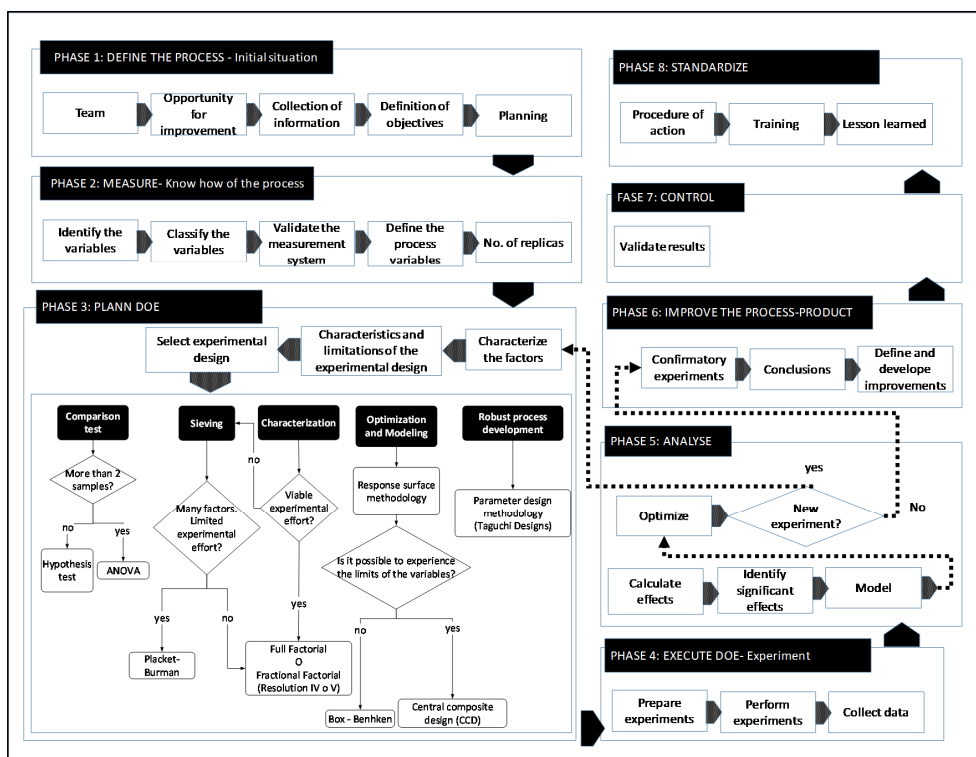 PHASE 1: DEFINE THE PROCESS - Initial situation
Team
Opportunity
for
improvement
Collection of
information
Definition of
objectives
Planning
PHASE 2: MEASURE- Know how of the process
Identify the
variables
Classify the
variables
Validate the
measurement
system
Define the
process
variables
No. of replicas
PHASE 3: PLANN DOE
Select experimental
design
Characteristics and
limitations of the
experimental design
Characterize
the factors
Comparison
test
More than 2
samples?
no
yes
Hypothesis
test
ANOVA
Sieving
no
Many factors.
Limited
experimental
effort?
yes
no
Placket-
Burman
Characterization
Viable
experimental
effort?
yes
Full Factorial
O
Fractional Factorial
(Resolution IV o V)
Optimization
and Modeling
Response surface
methodology
Is it possible to experience
the limits of the variables?
no
yes
Box - Benhken
Central composite
design (CCD)
Robust process
development
Parameter design
methodology
(Taguchi Designs)
PHASE 4: EXECUTE DOE- Experiment
Prepare
experiments
Perform
experiments
Collect data
PHASE 5: ANALYSE
yes
Optimize
New
experiment?
No
Calculate
effects
Identify
significant
effects
Model
PHASE 6: IMPROVE THE PROCESS-PRODUCT
Confirmatory
experiments
Conclusions
Define and
develope
improvements
FASE 7: CONTROL
Validate results
PHASE 8: STANDARDIZE
Procedure of
action
Training
Lesson learned